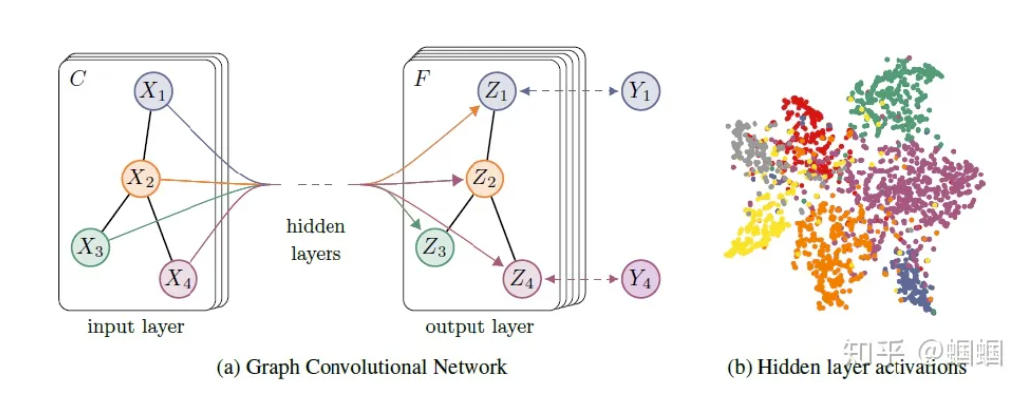 C
X1
X2
X3
X4
input layer
hidden
layers
F
Z1
Z2
Z3
Z4
output layer
Y1
Y4
(a) Graph Convolutional Network
(b) Hidden layer activations
知乎 @蝈蝈